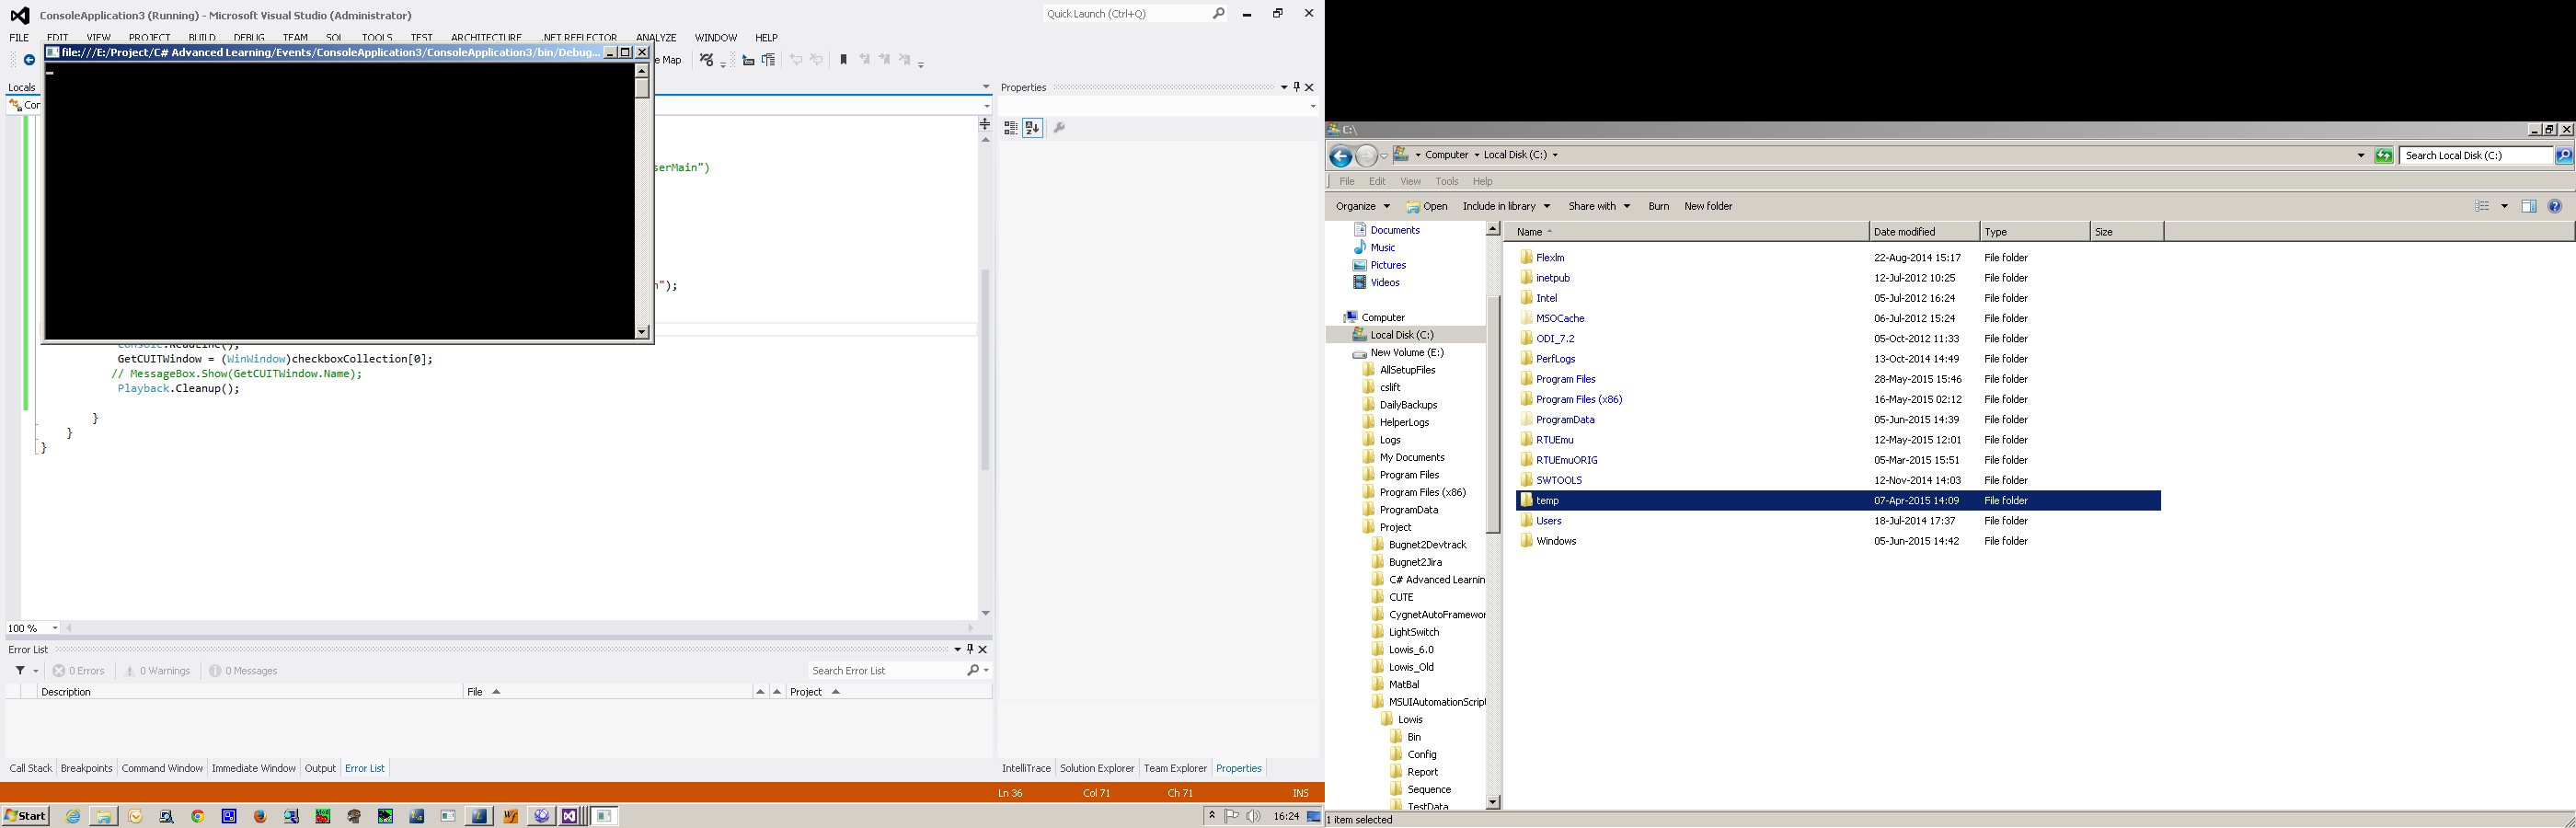 ConsoleApplication3 (Running) - Microsoft Visual Studio (Administrator)
Quick Launch (Ctrl+Q)
FILE EDIT VIEW PROJECT BUILD DEBUG TEAM SQL TOOLS TEST ARCHITECTURE .NET REFLECTOR ANALYZE WINDOW HELP
file:///E:/Project/C# Advanced Learning/Events/ConsoleApplication3/ConsoleApplication3/bin/Debug...
e Map
Locals
Con
serMain")
n");
Console.ReadLine();
GetCUITWindow = (WinWindow)checkboxCollection[0];
// MessageBox.Show(GetCUITWindow.Name);
Playback.Cleanup();
}
}
}
100 %
Properties
Error List
0 Errors
0 Warnings
0 Messages
Search Error List
Description
File
Project
Call Stack
Breakpoints
Command Window
Immediate Window
Output
Error List
IntelliTrace
Solution Explorer
Team Explorer
Properties
Ln 36
Col 71
Ch 71
INS
Start
16:24
C:\
Computer
Local Disk (C:)
Search Local Disk (C:)
File Edit View Tools Help
Organize
Open
Include in library
Share with
Burn
New folder
Documents
Music
Pictures
Videos
Computer
Local Disk (C:)
New Volume (E:)
AllSetupFiles
cslift
DailyBackups
HelperLogs
Logs
My Documents
Program Files
Program Files (x86)
ProgramData
Project
Bugnet2Devtrack
Bugnet2Jira
C# Advanced Learnin
CUTE
CygnetAutoFramewor
LightSwitch
Lowis_6.0
Lowis_Old
MatBal
MSUIAutomationScript
Lowis
Bin
Config
Report
Sequence
TestData
Name Date modified Type Size
Flexlm 22-Aug-2014 15:17 File folder
inetpub 12-Jul-2012 10:25 File folder
Intel 05-Jul-2012 16:24 File folder
MSOCache 06-Jul-2012 15:24 File folder
ODI_7.2 05-Oct-2012 11:33 File folder
PerfLogs 13-Oct-2014 14:49 File folder
Program Files 28-May-2015 15:46 File folder
Program Files (x86) 16-May-2015 02:12 File folder
ProgramData 05-Jun-2015 14:39 File folder
RTUEmu 12-May-2015 12:01 File folder
RTUEmuORIG 05-Mar-2015 15:51 File folder
SWTOOLS 12-Nov-2014 14:03 File folder
temp 07-Apr-2015 14:09 File folder
Users 18-Jul-2014 17:37 File folder
Windows 05-Jun-2015 14:42 File folder
1 item selected